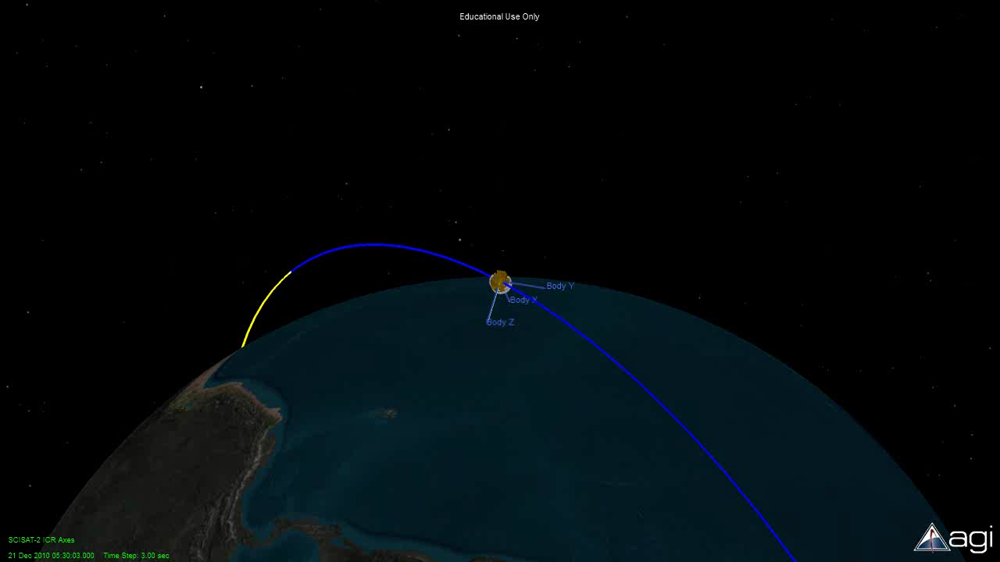 Educational Use Only
Body Y
Body X
Body Z
SCISAT-2 ICR Axes
21 Dec 2010 05:30:03.000 Time Step: 3.00 sec
agi